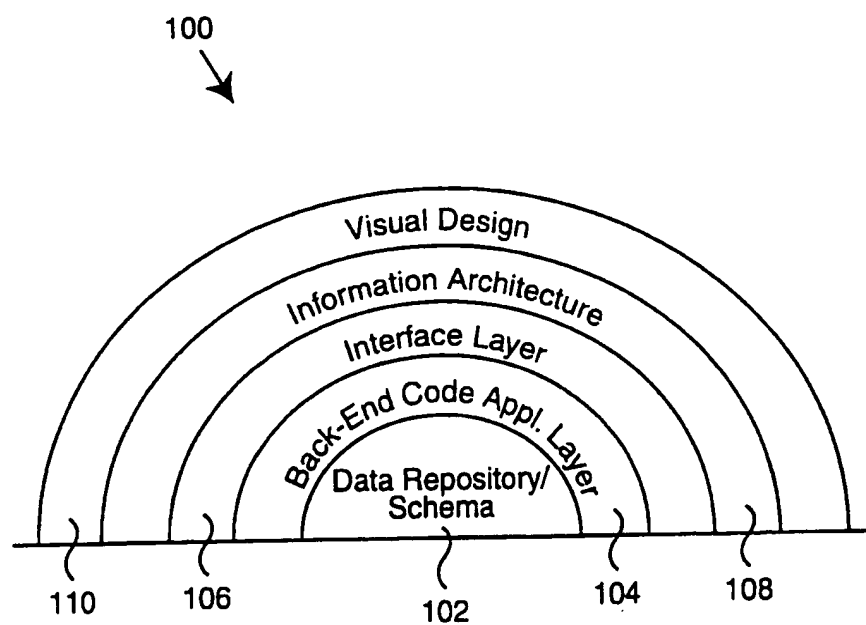 100
Visual Design
Information Architecture
Interface Layer
Back-End Code Appl. Layer
Data Repository/
Schema
110
106
102
104
108